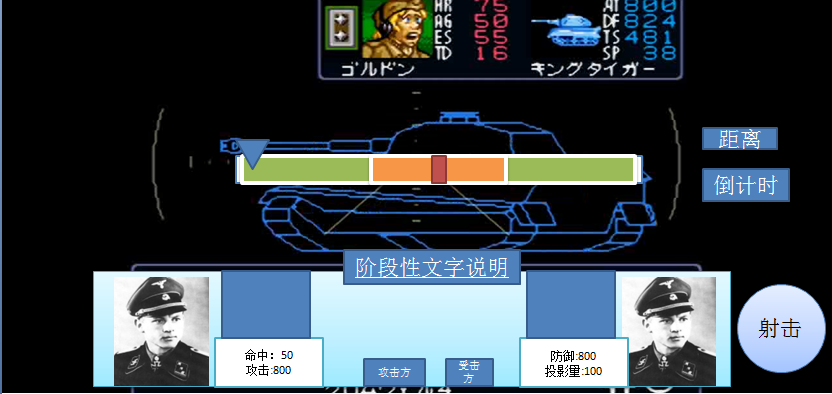 HR 75
AG 50
ES 55
TD 16
AT 800
DF 824
TS 481
SP 38
ゴルドン
キングタイガー
距离
倒计时
阶段性文字说明
命中：50
攻击:800
攻击方
受击
方
防御:800
投影量:100
射击